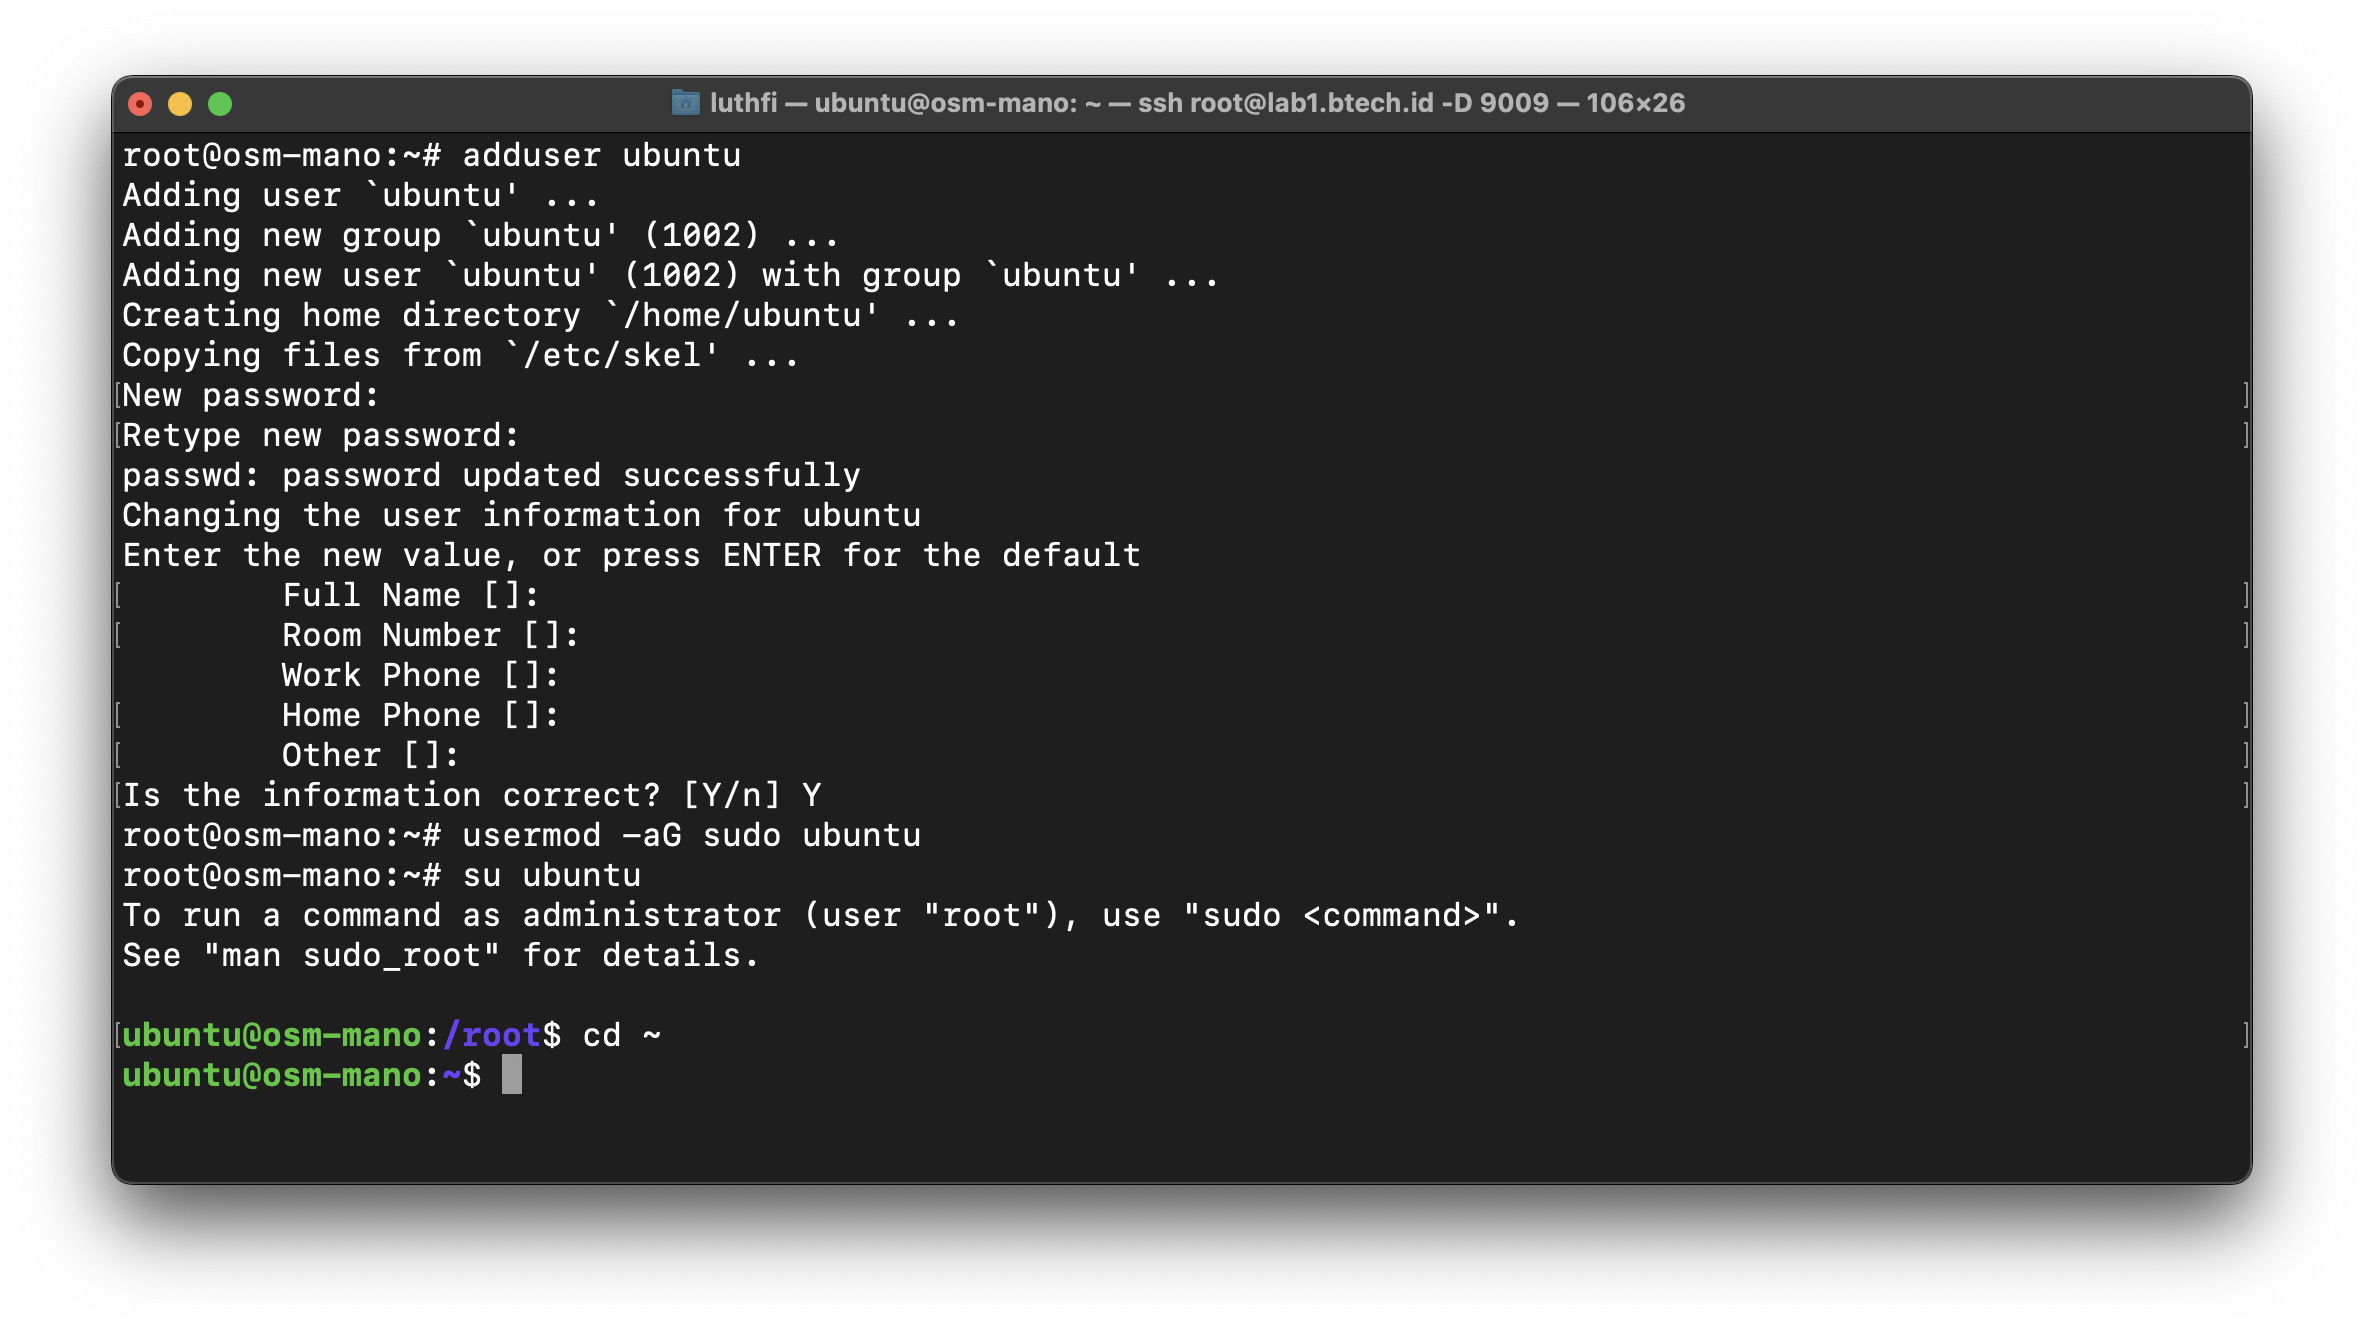 luthfi — ubuntu@osm-mano: ~ — ssh root@lab1.btech.id -D 9009 — 106×26
root@osm-mano:~# adduser ubuntu
Adding user `ubuntu' ...
Adding new group `ubuntu' (1002) ...
Adding new user `ubuntu' (1002) with group `ubuntu' ...
Creating home directory `/home/ubuntu' ...
Copying files from `/etc/skel' ...
[New password: ]
[Retype new password: ]
passwd: password updated successfully
Changing the user information for ubuntu
Enter the new value, or press ENTER for the default
[        Full Name []: ]
[        Room Number []: ]
        Work Phone []:
[        Home Phone []: ]
[        Other []: ]
[Is the information correct? [Y/n] Y ]
root@osm-mano:~# usermod -aG sudo ubuntu
root@osm-mano:~# su ubuntu
To run a command as administrator (user "root"), use "sudo <command>".
See "man sudo_root" for details.
[ubuntu@osm-mano:/root$ cd ~ ]
ubuntu@osm-mano:~$